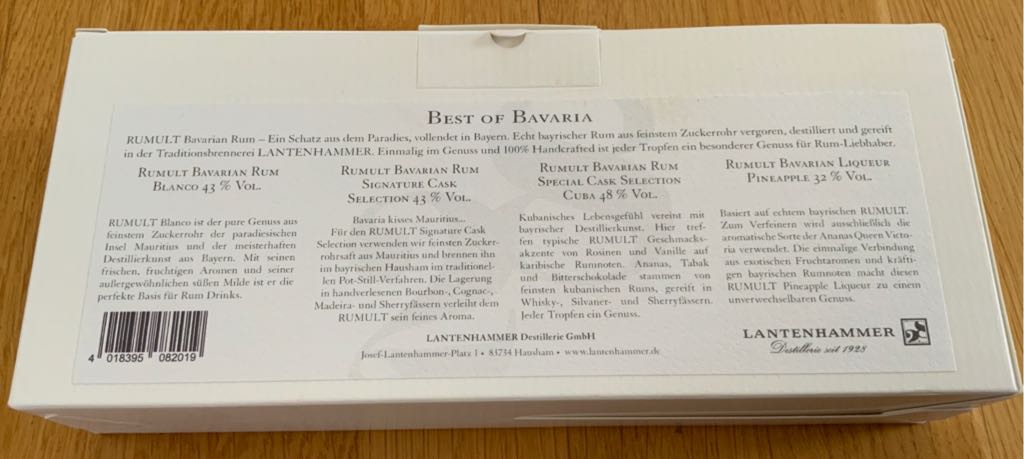 BEST OF BAVARIA
RUMULT Bavarian Rum – Ein Schatz aus dem Paradies, vollendet in Bayern. Echt bayrischer Rum aus feinstem Zuckerrohr vergoren, destilliert und gereift
in der Traditionsbrennerei LANTENHAMMER. Einmalig im Genuss und 100% Handcrafted ist jeder Tropfen ein besonderer Genuss für Rum-Liebhaber.
RUMULT BAVARIAN RUM
BLANCO 43 % VOL.
RUMULT Blanco ist der pure Genuss aus
feinstem Zuckerrohr der paradiesischen
Insel Mauritius und der meisterhaften
Destillierkunst aus Bayern. Mit seinen
frischen, fruchtigen Aromen und seiner
außergewöhnlichen süßen Milde ist er die
perfekte Basis für Rum Drinks.
RUMULT BAVARIAN RUM
SIGNATURE CASK
SELECTION 43 % VOL.
Bavaria kisses Mauritius...
Für den RUMULT Signature Cask
Selection verwenden wir feinsten Zucker-
rohrsaft aus Mauritius und brennen ihn
im bayrischen Hausham im traditionel-
len Pot-Still-Verfahren. Die Lagerung
in handverlesenen Bourbon-, Cognac-,
Madeira- und Sherryfässern verleiht dem
RUMULT sein feines Aroma.
RUMULT BAVARIAN RUM
SPECIAL CASK SELECTION
CUBA 48 % VOL.
Kubanisches Lebensgefühl vereint mit
bayrischer Destillierkunst. Hier tref-
fen typische RUMULT Geschmacks-
akzente von Rosinen und Vanille auf
karibische Rumnoten. Ananas, Tabak
und Bitterschokolade stammen von
feinsten kubanischen Rums, gereift in
Whisky-, Silvaner- und Sherryfässern.
Jeder Tropfen ein Genuss.
RUMULT BAVARIAN LIQUEUR
PINEAPPLE 32 % VOL.
Basiert auf echtem bayrischen RUMULT.
Zum Verfeinern wird ausschließlich die
aromatische Sorte der Ananas Queen Victo-
ria verwendet. Die einmalige Verbindung
aus exotischen Fruchtaromen und kräfti-
gen bayrischen Rumnoten macht diesen
RUMULT Pineapple Liqueur zu einem
unverwechselbaren Genuss.
4 018395 082019
LANTENHAMMER Destillerie GmbH
Josef-Lantenhammer-Platz 1 • 83734 Hausham • www.lantenhammer.de
LANTENHAMMER
Destillerie seit 1928